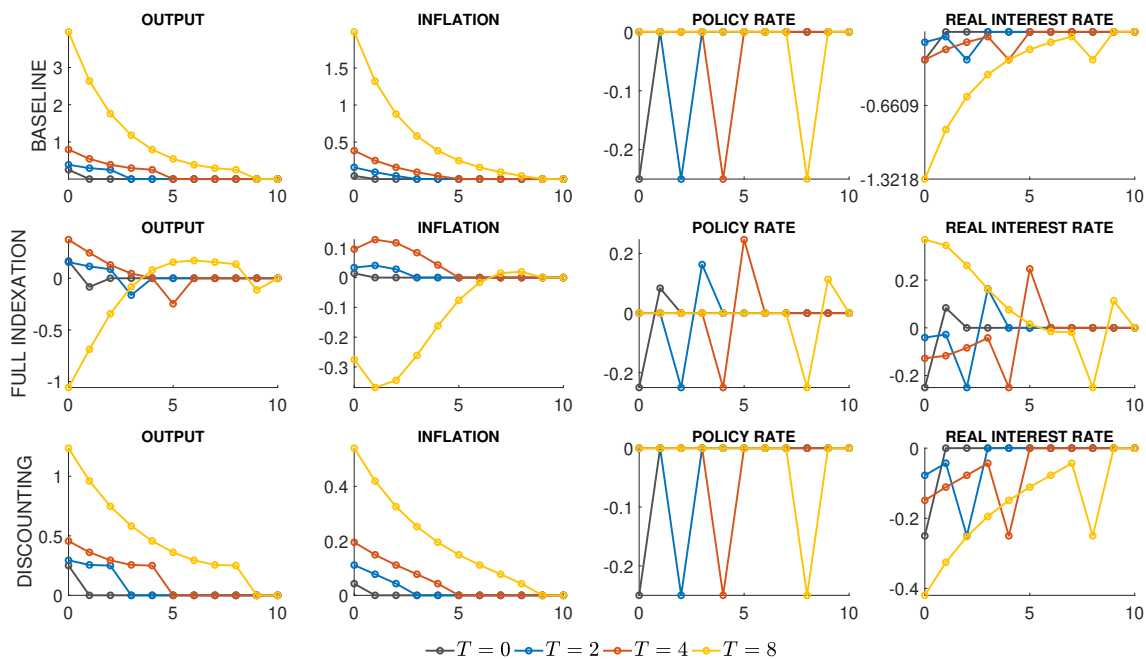 OUTPUT INFLATION POLICY RATE REAL INTEREST RATE
BASELINE
3
2
1
0 5 10
1.5
1
0.5
0 5 10
0
-0.1
-0.2
0 5 10
-0.6609
-1.3218
0 5 10
OUTPUT INFLATION POLICY RATE REAL INTEREST RATE
FULL INDEXATION
0
-0.5
-1
0 5 10
0.1
0
-0.1
-0.2
-0.3
0 5 10
0.2
0
-0.2
0 5 10
0.2
0
-0.2
0 5 10
OUTPUT INFLATION POLICY RATE REAL INTEREST RATE
DISCOUNTING
1
0.5
0
0 5 10
0.4
0.2
0
0 5 10
0
-0.1
-0.2
0 5 10
0
-0.2
-0.4
0 5 10
T = 0 T = 2 T = 4 T = 8